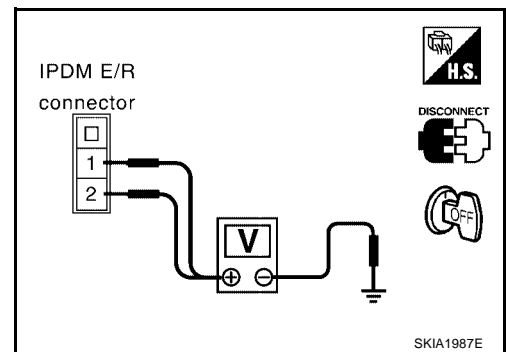 IPDM E/R
connector
H.S.
DISCONNECT
1
2
V
OFF
SKIA1987E